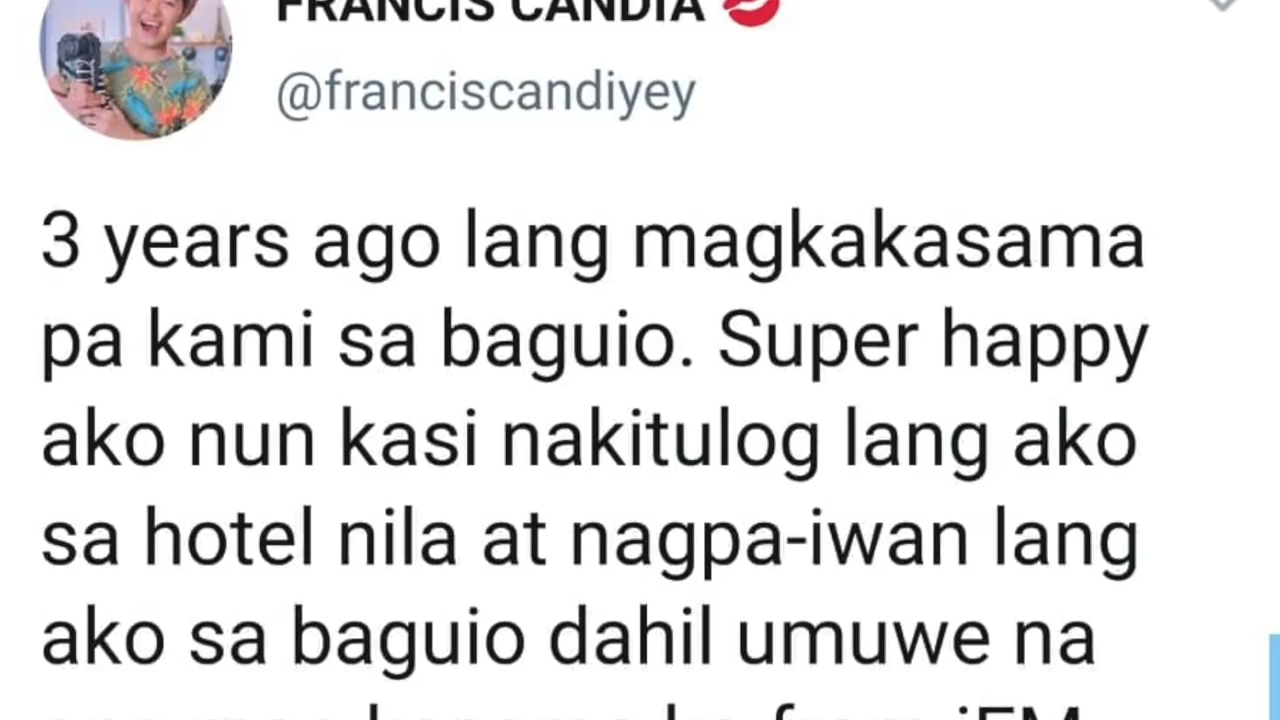 FRANCIS CANDIA 💋
@franciscandiyey
3 years ago lang magkakasama
pa kami sa baguio. Super happy
ako nun kasi nakitulog lang ako
sa hotel nila at nagpa-iwan lang
ako sa baguio dahil umuwe na